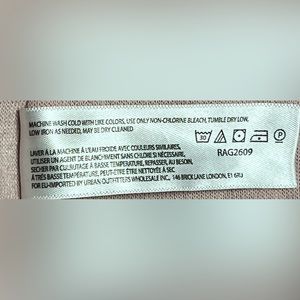 MACHINE WASH COLD WITH LIKE COLORS, USE ONLY NON-CHLORINE BLEACH, TUMBLE DRY LOW,
LOW IRON AS NEEDED, MAY BE DRY CLEANED
30
P
RAG2609
LAVER À LA MACHINE À L'EAU FROIDE AVEC COULEURS SIMILAIRES,
UTILISER UN AGENT DE BLANCHIMENT SANS CHLORE SI NÉCESSAIRE,
SECHER PAR CULBUTAGE À BASSE TEMPÉRATURE, REPASSER, AU BESOIN,
À TRÈS BASSE TEMPÉRATURE, PEUT-ÊTRE ÊTRE NETTOYÉ À SEC
FOR EU-IMPORTED BY URBAN OUTFITTERS WHOLESALE INC., 146 BRICK LANE LONDON, E1 6RU